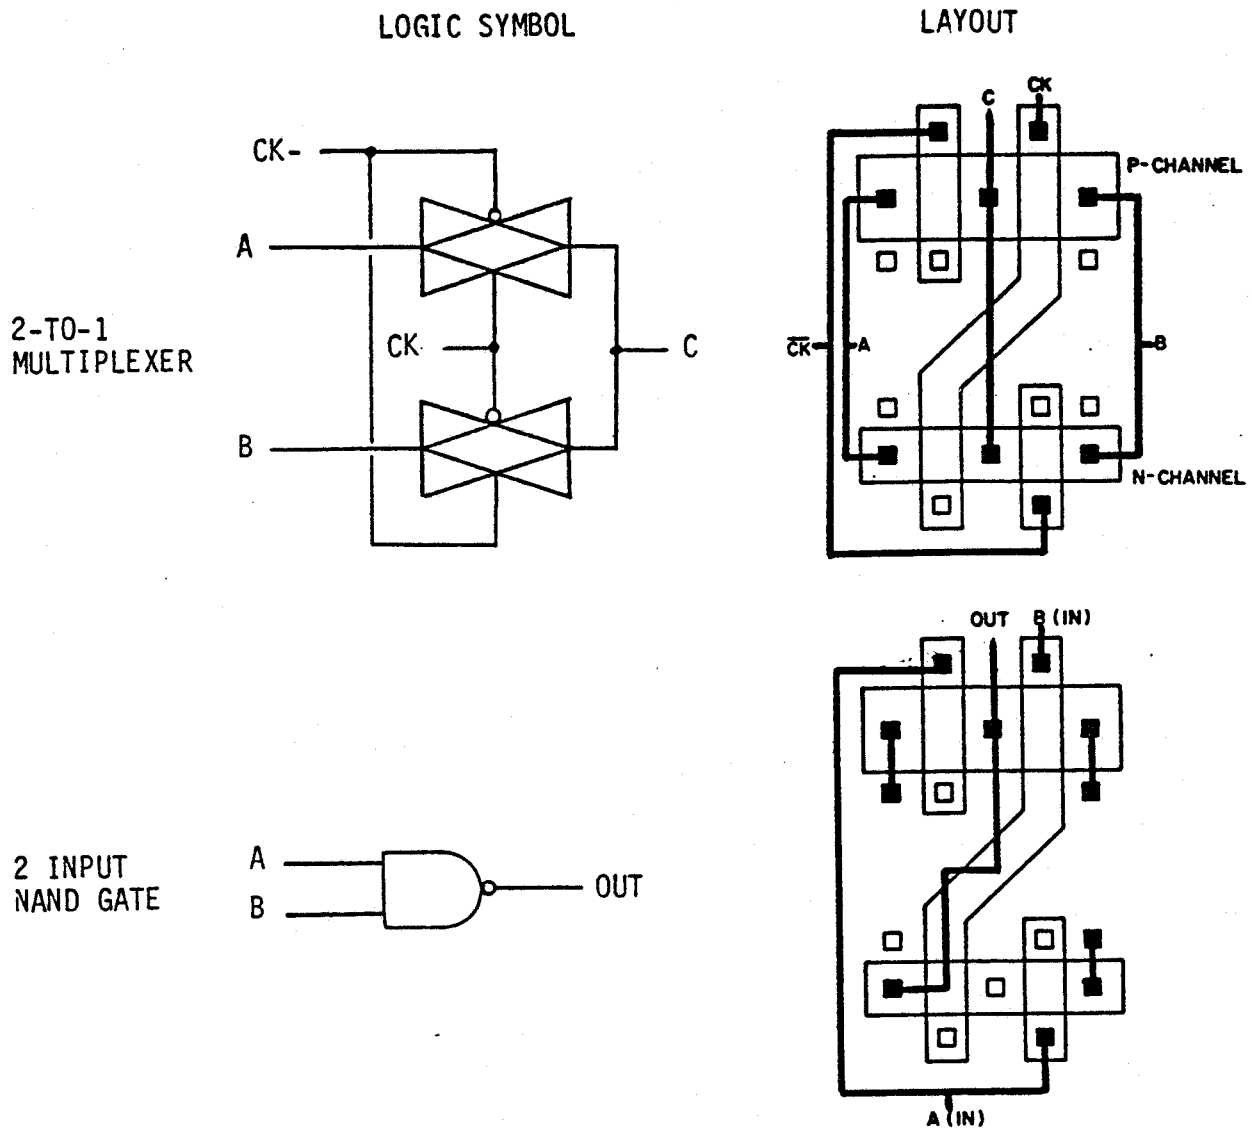 LOGIC SYMBOL
LAYOUT
CK-
A
CK
B
C
2-TO-1
MULTIPLEXER
C
CK
P-CHANNEL
C̅K̅
A
B
N-CHANNEL
2 INPUT
NAND GATE
A
B
OUT
OUT
B (IN)
A (IN)